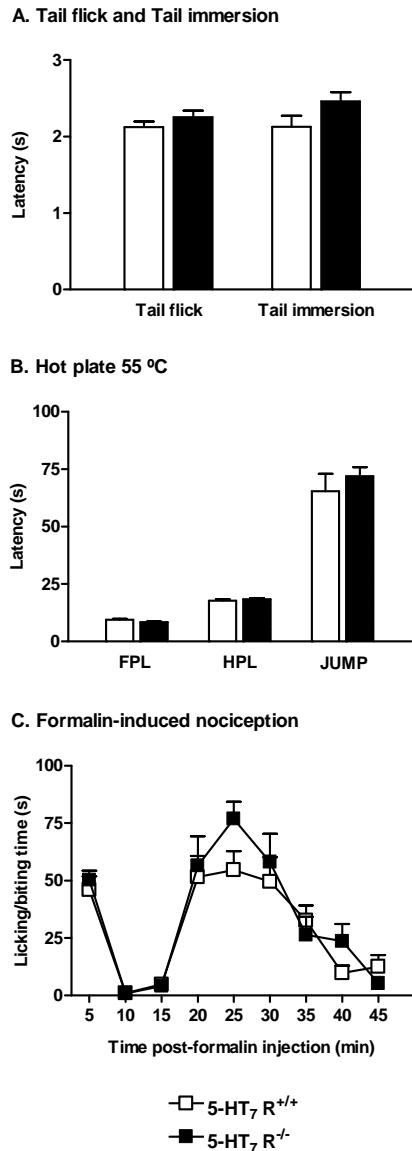 A. Tail flick and Tail immersion
Latency (s)
3
2
1
0
Tail flick Tail immersion
B. Hot plate 55 ºC
Latency (s)
100
75
50
25
0
FPL HPL JUMP
C. Formalin-induced nociception
Licking/biting time (s)
100
75
50
25
0
5 10 15 20 25 30 35 40 45
Time post-formalin injection (min)
5-HT₇ R⁺/⁺
5-HT₇ R⁻/⁻